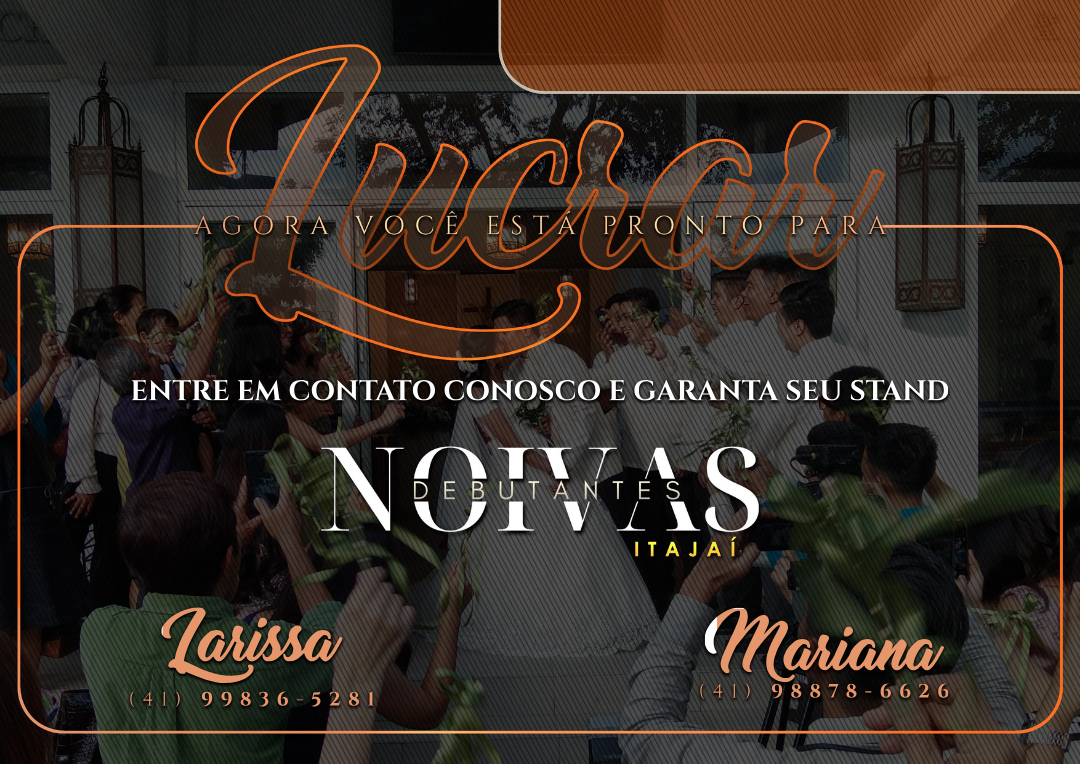 AGORA VOCÊ ESTÁ PRONTO PARA
Lucrar
ENTRE EM CONTATO CONOSCO E GARANTA SEU STAND
NOIVAS
DEBUTANTES
ITAJAÍ
Larissa
(41) 99836-5281
Mariana
(41) 98878-6626